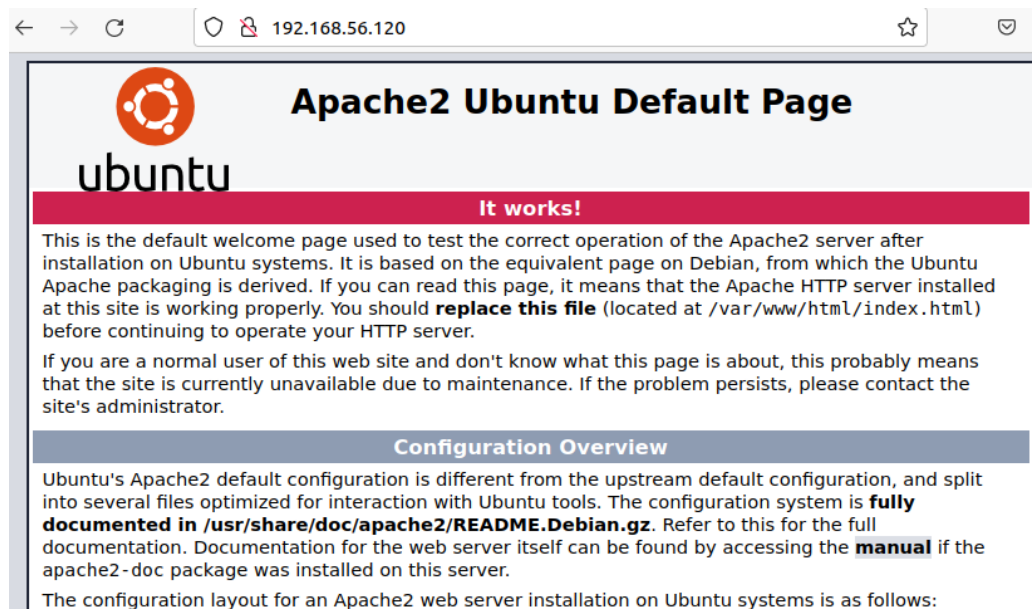 192.168.56.120
Apache2 Ubuntu Default Page
ubuntu
It works!
This is the default welcome page used to test the correct operation of the Apache2 server after
installation on Ubuntu systems. It is based on the equivalent page on Debian, from which the Ubuntu
Apache packaging is derived. If you can read this page, it means that the Apache HTTP server installed
at this site is working properly. You should replace this file (located at /var/www/html/index.html)
before continuing to operate your HTTP server.
If you are a normal user of this web site and don't know what this page is about, this probably means
that the site is currently unavailable due to maintenance. If the problem persists, please contact the
site's administrator.
Configuration Overview
Ubuntu's Apache2 default configuration is different from the upstream default configuration, and split
into several files optimized for interaction with Ubuntu tools. The configuration system is fully
documented in /usr/share/doc/apache2/README.Debian.gz. Refer to this for the full
documentation. Documentation for the web server itself can be found by accessing the manual if the
apache2-doc package was installed on this server.
The configuration layout for an Apache2 web server installation on Ubuntu systems is as follows: